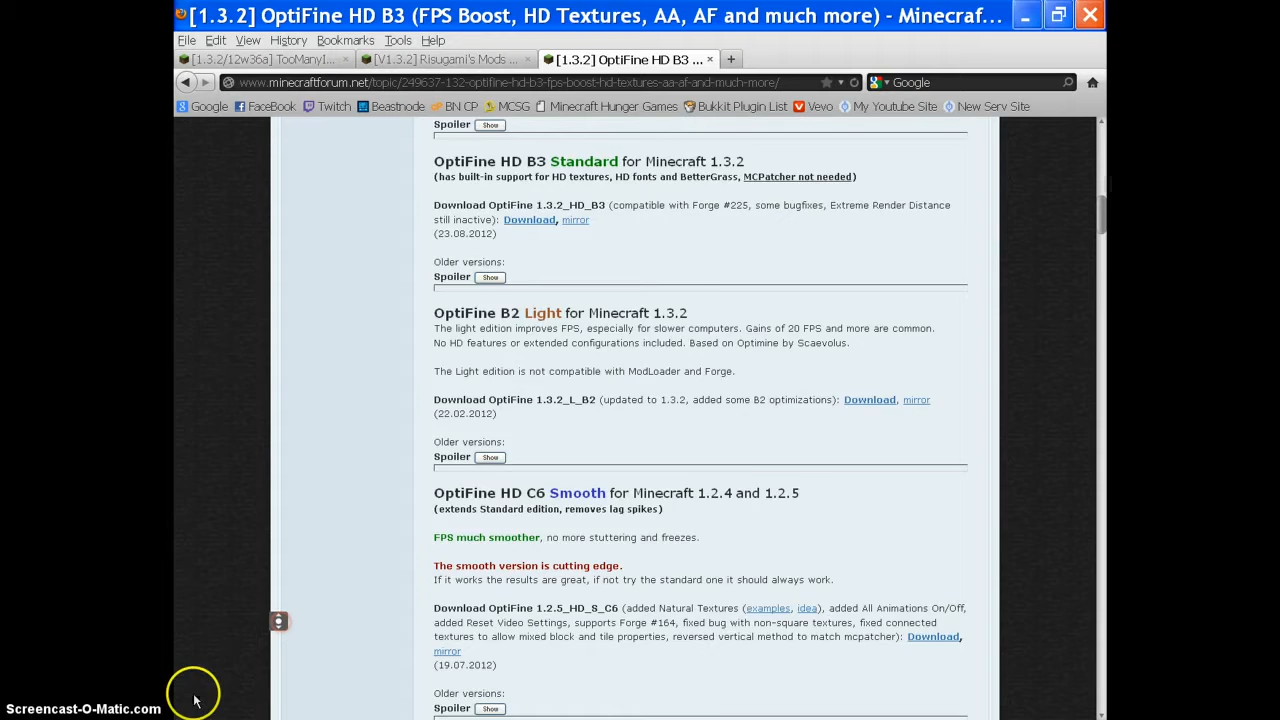 [1.3.2] OptiFine HD B3 (FPS Boost, HD Textures, AA, AF and much more) - Minecraf...
File Edit View History Bookmarks Tools Help
[1.3.2/12w36a] TooManyI... × [V1.3.2] Risugami's Mods ... × [1.3.2] OptiFine HD B3 ... × +
www.minecraftforum.net/topic/249637-132-optifine-hd-b3-fps-boost-hd-textures-aa-af-and-much-more/ Google
Google FaceBook Twitch Beastnode BN CP MCSG Minecraft Hunger Games Bukkit Plugin List Vevo My Youtube Site New Serv Site
Spoiler Show
OptiFine HD B3 Standard for Minecraft 1.3.2
(has built-in support for HD textures, HD fonts and BetterGrass, MCPatcher not needed)
Download OptiFine 1.3.2_HD_B3 (compatible with Forge #225, some bugfixes, Extreme Render Distance
still inactive): Download, mirror
(23.08.2012)
Older versions:
Spoiler Show
OptiFine B2 Light for Minecraft 1.3.2
The light edition improves FPS, especially for slower computers. Gains of 20 FPS and more are common.
No HD features or extended configurations included. Based on Optimine by Scaevolus.
The Light edition is not compatible with ModLoader and Forge.
Download OptiFine 1.3.2_L_B2 (updated to 1.3.2, added some B2 optimizations): Download, mirror
(22.02.2012)
Older versions:
Spoiler Show
OptiFine HD C6 Smooth for Minecraft 1.2.4 and 1.2.5
(extends Standard edition, removes lag spikes)
FPS much smoother, no more stuttering and freezes.
The smooth version is cutting edge.
If it works the results are great, if not try the standard one it should always work.
Download OptiFine 1.2.5_HD_S_C6 (added Natural Textures (examples, idea), added All Animations On/Off,
added Reset Video Settings, supports Forge #164, fixed bug with non-square textures, fixed connected
textures to allow mixed block and tile properties, reversed vertical method to match mcpatcher): Download,
mirror
(19.07.2012)
Older versions:
Spoiler Show
Screencast-O-Matic.com